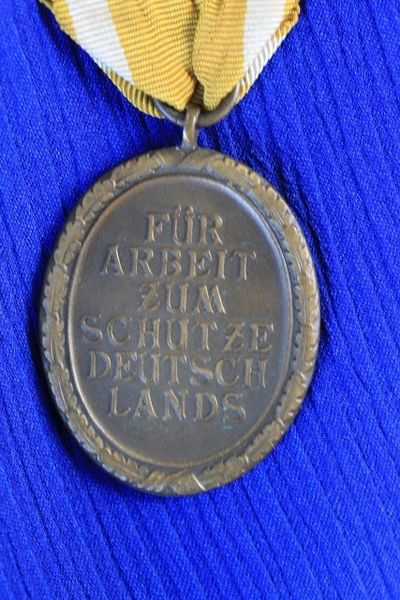 FÜR
ARBEIT
ZUM
SCHUTZE
DEUTSCH
LANDS